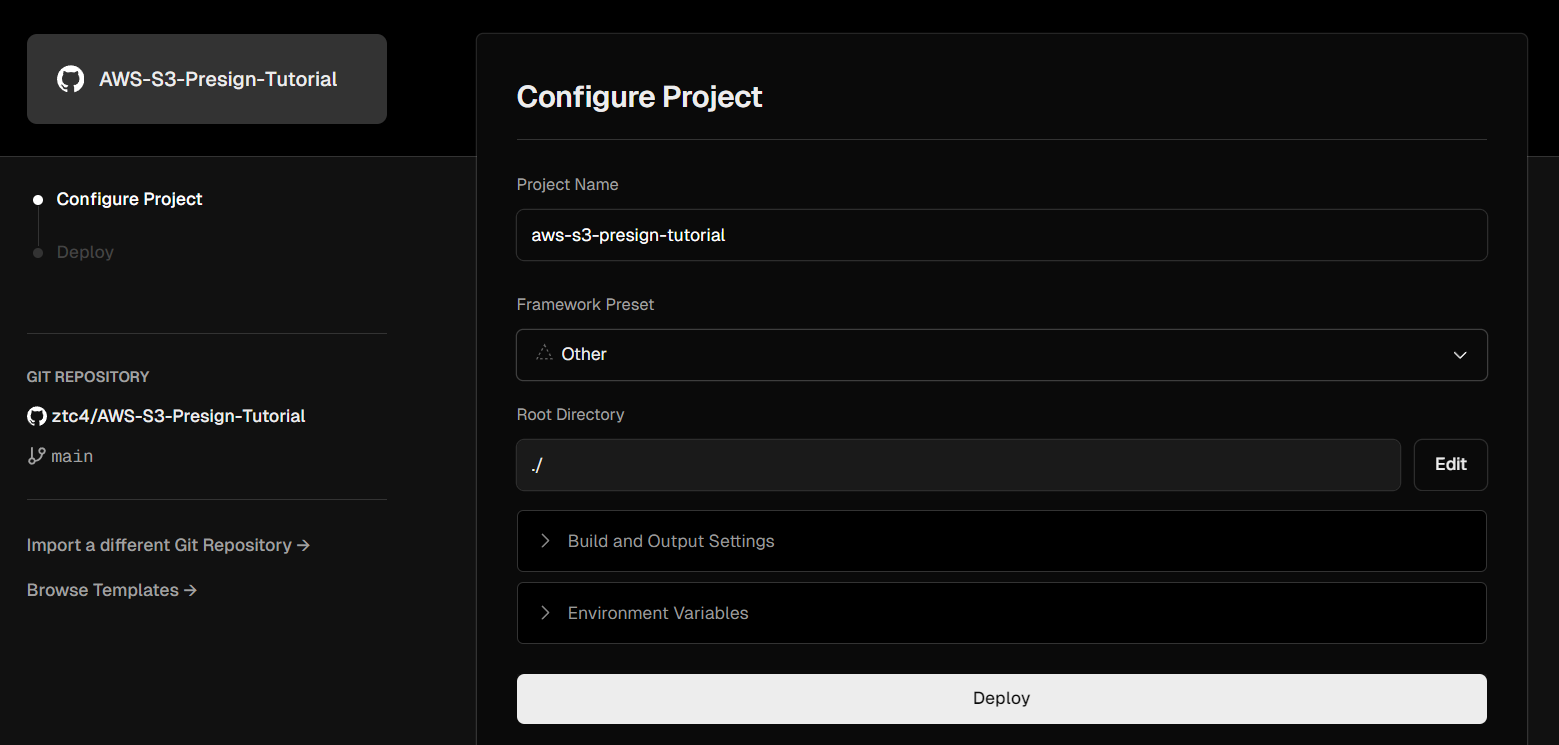 AWS-S3-Presign-Tutorial
Configure Project
Deploy
GIT REPOSITORY
ztc4/AWS-S3-Presign-Tutorial
main
Import a different Git Repository →
Browse Templates →
Configure Project
Project Name
aws-s3-presign-tutorial
Framework Preset
Other
Root Directory
./
Edit
Build and Output Settings
Environment Variables
Deploy